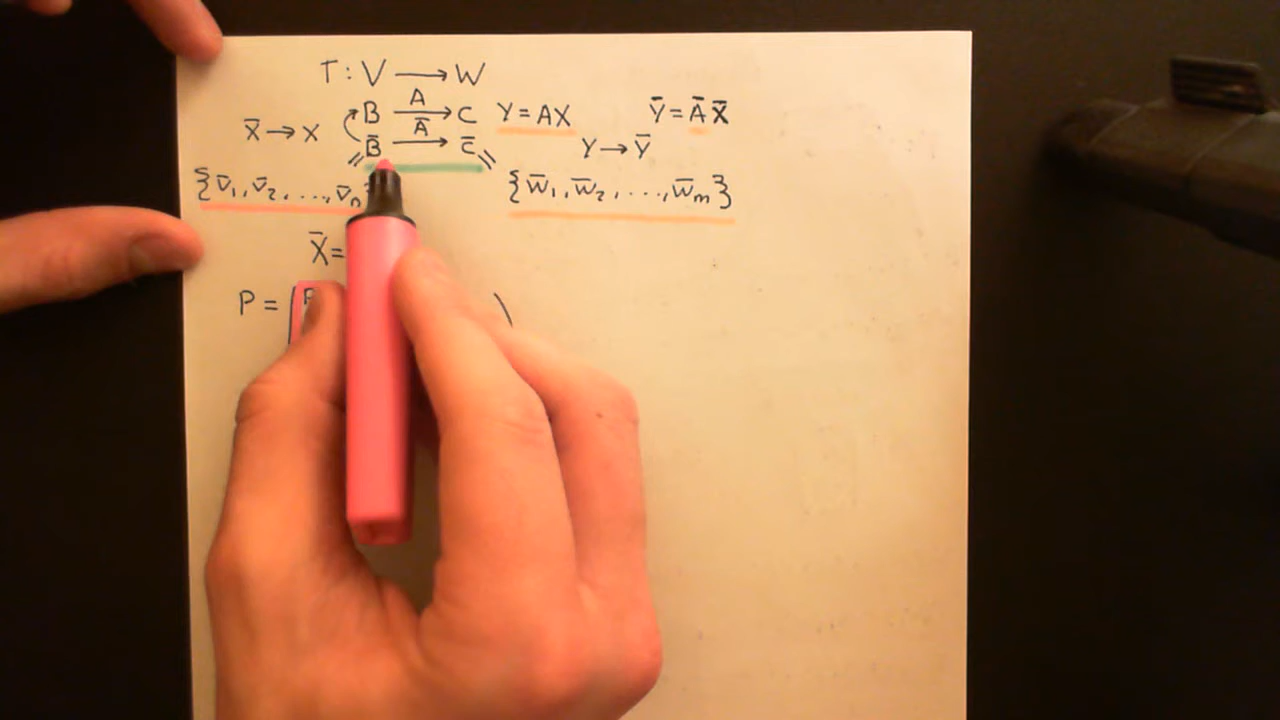 T : V ⟶ W
B —A→ C Y = AX Ȳ = ĀX̄
X̄ → X B̄ —Ā→ C̄ Y → Ȳ
{v̄₁, v̄₂, ..., v̄ₙ {w̄₁, w̄₂, ..., w̄ₘ}
X̄ =
P = ( )